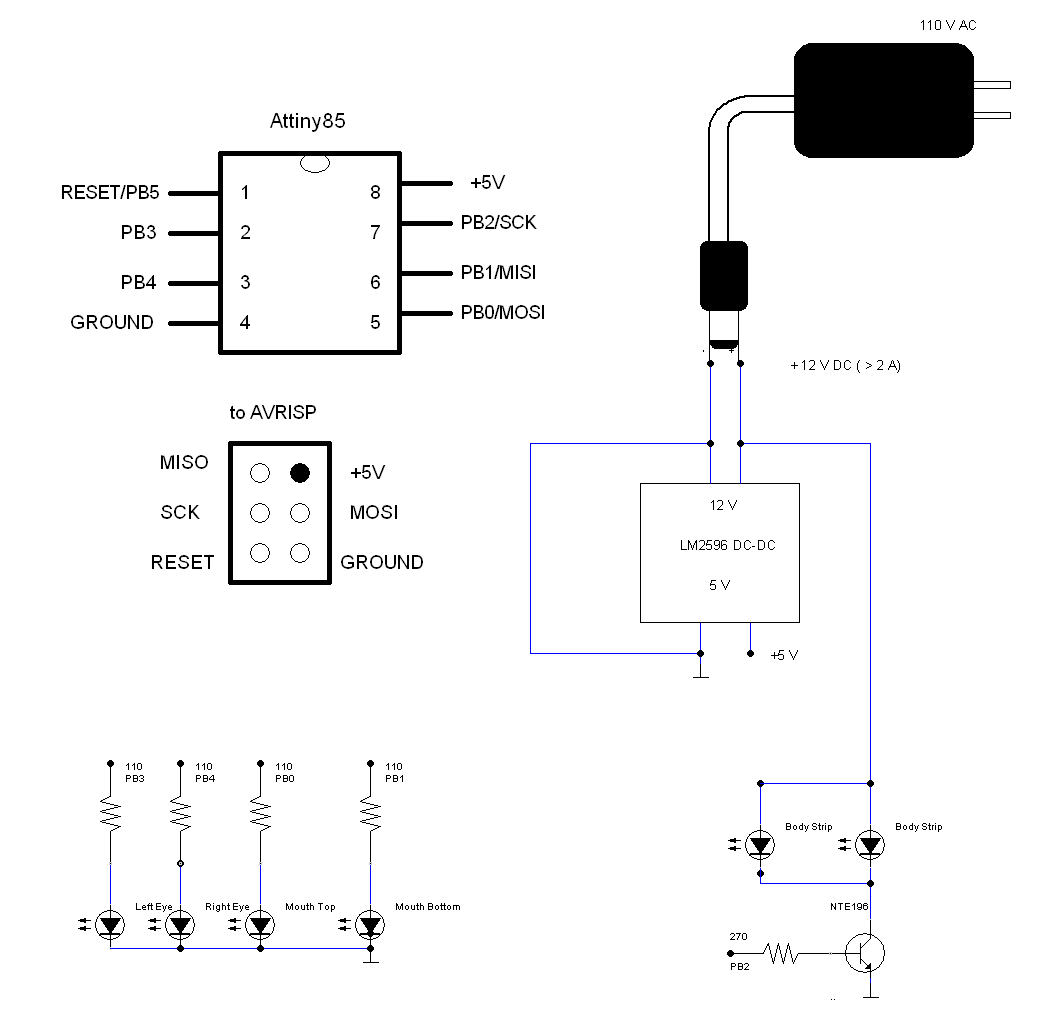 110 V AC
Attiny85
RESET/PB5
1
8
+5V
PB3
2
7
PB2/SCK
PB4
3
6
PB1/MISI
GROUND
4
5
PB0/MOSI
- +
+12 V DC ( > 2 A)
to AVRISP
MISO
+5V
SCK
MOSI
RESET
GROUND
12 V
LM2596 DC-DC
5 V
+5 V
110
PB3
110
PB4
110
PB0
110
PB1
Left Eye
Right Eye
Mouth Top
Mouth Bottom
Body Strip
Body Strip
NTE196
270
PB2